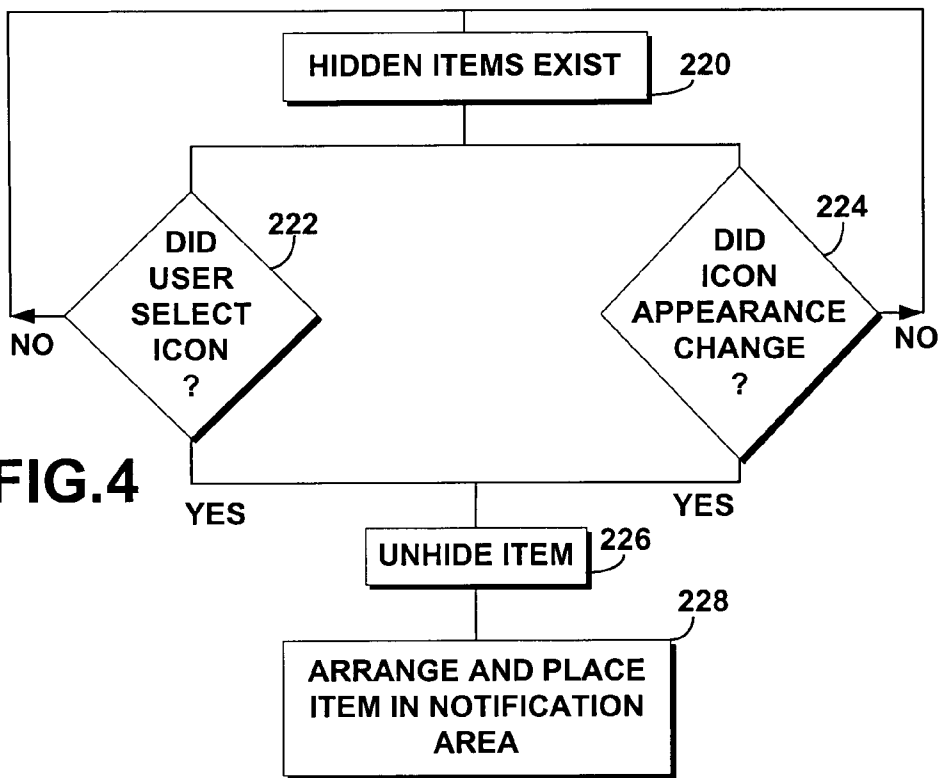 HIDDEN ITEMS EXIST
220
222
DID
USER
SELECT
ICON
?
NO
224
DID
ICON
APPEARANCE
CHANGE
?
NO
FIG.4
YES
YES
UNHIDE ITEM
226
228
ARRANGE AND PLACE
ITEM IN NOTIFICATION
AREA